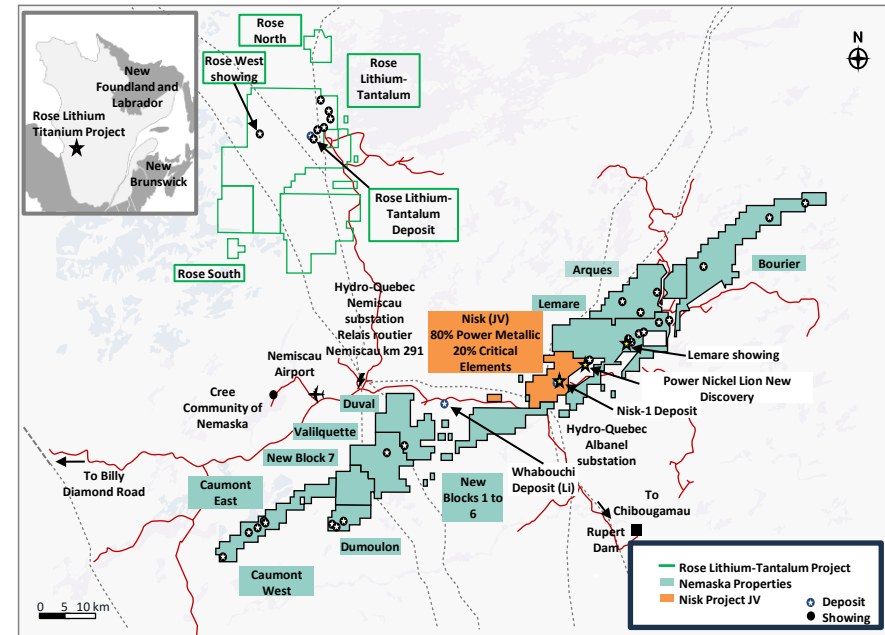 New
Foundland and
Labrador
Rose Lithium
Titanium Project
New
Brunswick
Rose
North
Rose West
showing
Rose
Lithium-
Tantalum
Rose Lithium-
Tantalum
Deposit
Rose South
N
Hydro-Quebec
Nemiscau
substation
Relais routier
Nemiscau km 291
Nemiscau
Airport
Cree
Community of
Nemaska
Arques
Bourier
Lemare
Nisk (JV)
80% Power Metallic
20% Critical
Elements
Lemare showing
Power Nickel Lion New
Discovery
Nisk-1 Deposit
Hydro-Quebec
Albanel
substation
Duval
Valilquette
New Block 7
Whabouchi
Deposit (Li)
To Billy
Diamond Road
Caumont
East
New
Blocks 1 to
6
To
Chibougamau
Rupert
Dam
Dumoulon
Caumont
West
0 5 10 km
Rose Lithium-Tantalum Project
Nemaska Properties
Nisk Project JV
Deposit
Showing